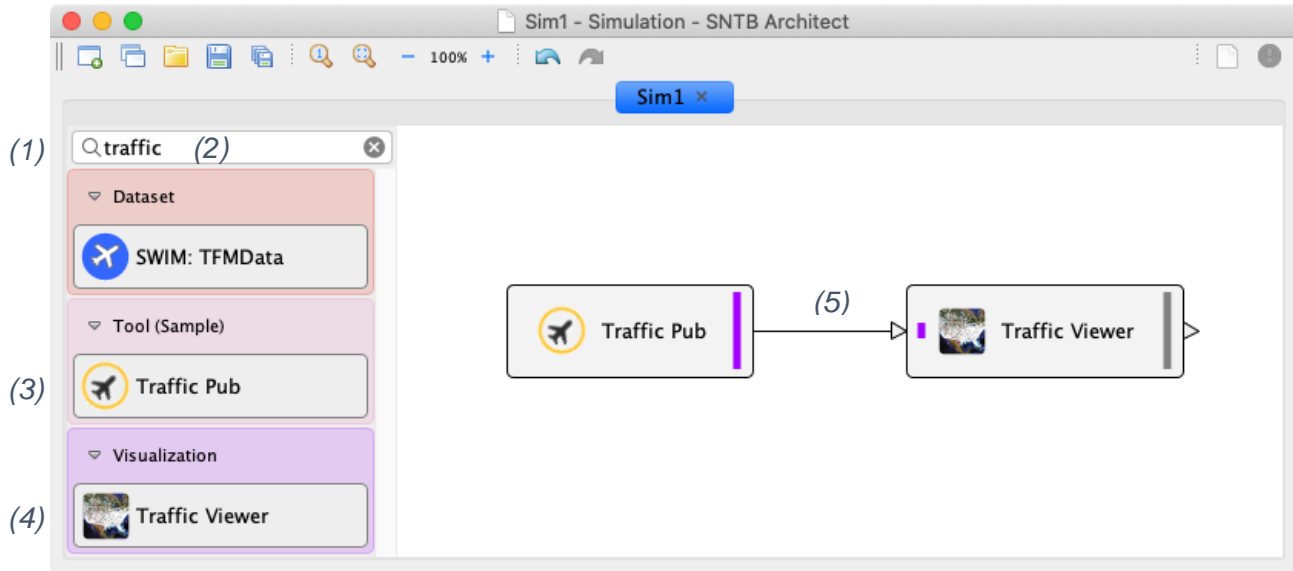 Sim1 - Simulation - SNTB Architect
1
100%
Sim1 ×
(1) traffic (2)
Dataset
SWIM: TFMData
(5)
Tool (Sample)
Traffic Pub
Traffic Viewer
(3) Traffic Pub
Visualization
(4) Traffic Viewer